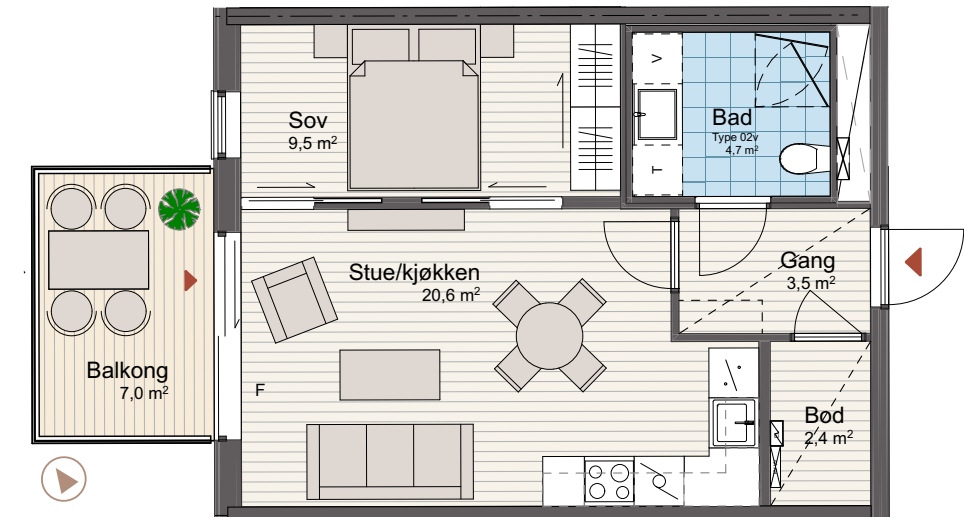 Sov
9,5 m²
V
Bad
Type 02v
4,7 m²
T
Stue/kjøkken
20,6 m²
Gang
3,5 m²
Balkong
7,0 m²
F
Bød
2,4 m²